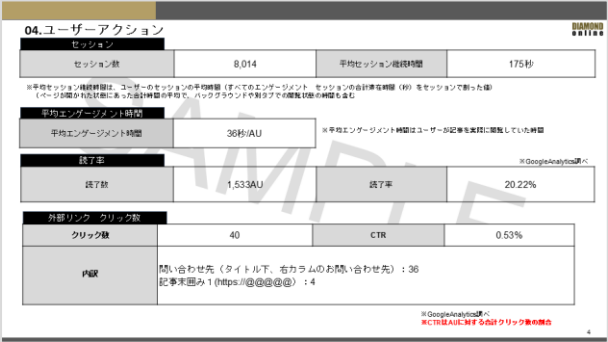 04.ユーザーアクション
DIAMOND
online
セッション
セッション数 8,014 平均セッション継続時間 175秒
※平均セッション継続時間は、ユーザーのセッションの平均時間(すべてのエンゲージメント セッションの合計滞在時間(秒)をセッションで割った値)
(ページが開かれた状態にあった合計時間の平均で、バックグラウンドや別タブでの閲覧状態の時間も含む
平均エンゲージメント時間
平均エンゲージメント時間 36秒/AU
※平均エンゲージメント時間はユーザーが記事を実際に閲覧していた時間
読了率
※GoogleAnalytics調べ
読了数 1,533AU 読了率 20.22%
外部リンク クリック数
クリック数 40 CTR 0.53%
内訳
問い合わせ先(タイトル下、右カラムのお問い合わせ先):36
記事末囲み1(https://@@@@@):4
※GoogleAnalytics調べ
※CTRはAUに対する合計クリック数の割合
4
SAMPLE